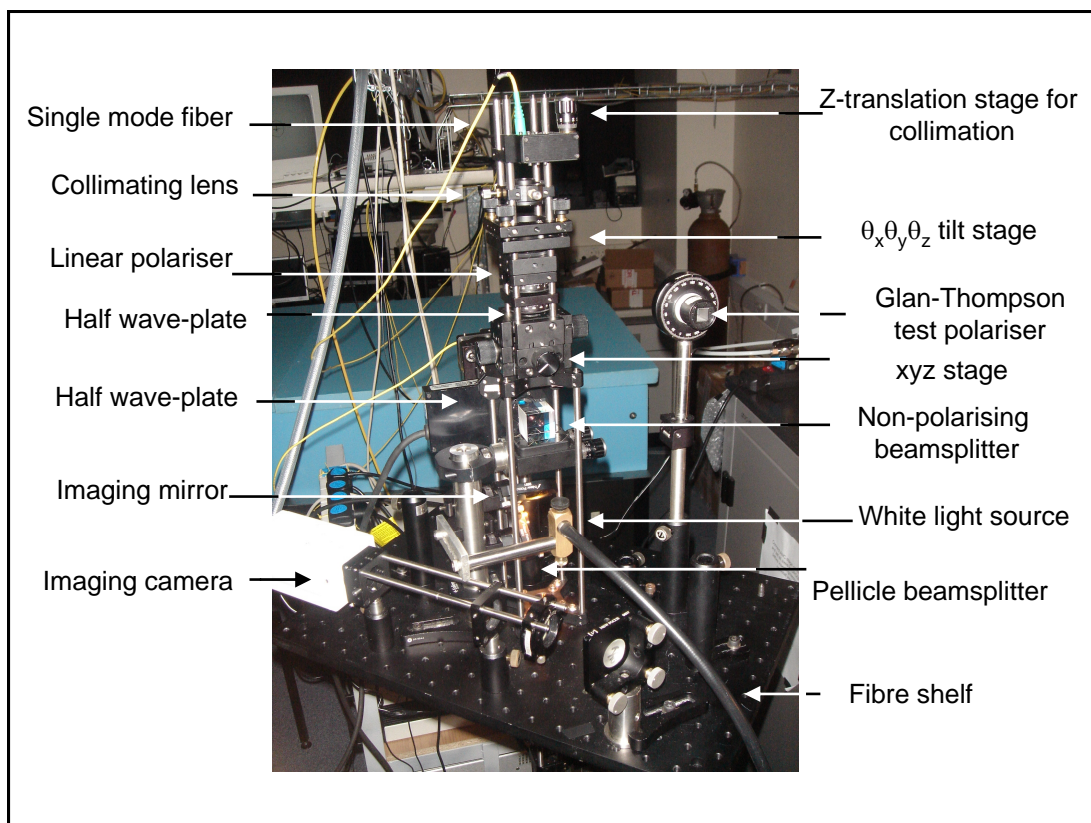 Single mode fiber
Collimating lens
Linear polariser
Half wave-plate
Half wave-plate
Imaging mirror
Imaging camera
Z-translation stage for
collimation
θxθyθz tilt stage
Glan-Thompson
test polariser
xyz stage
Non-polarising
beamsplitter
White light source
Pellicle beamsplitter
Fibre shelf